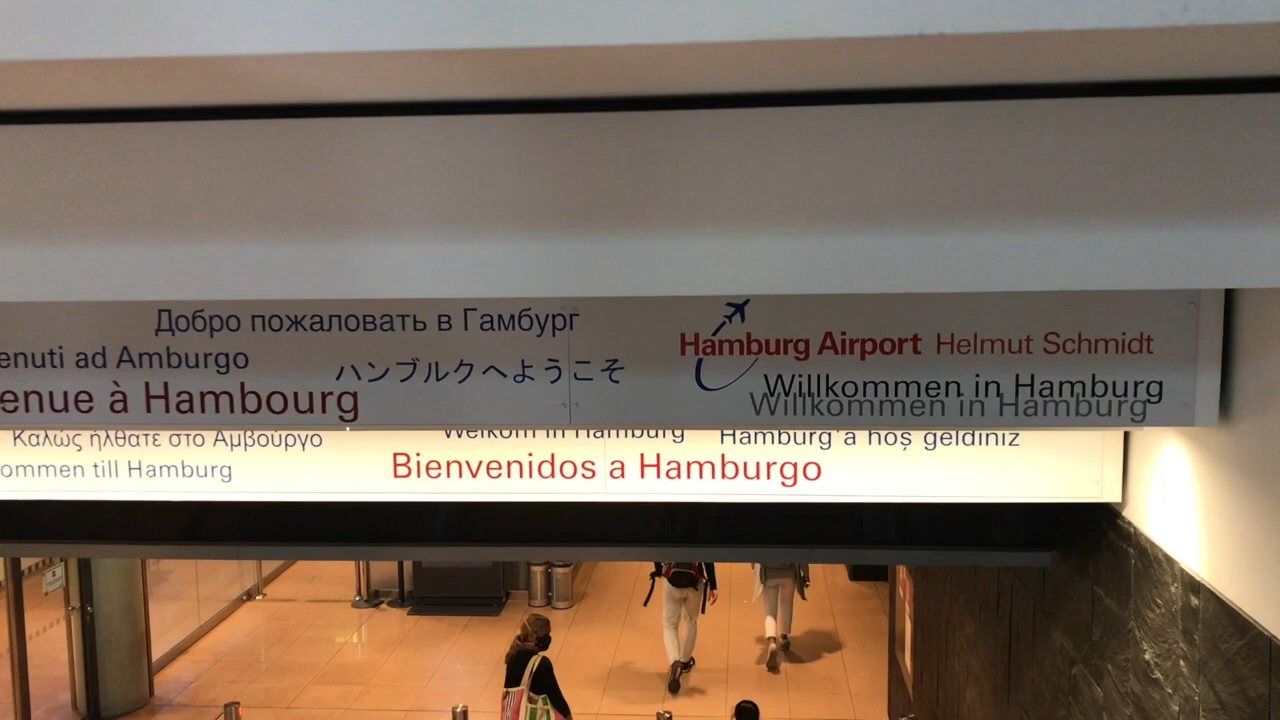 Добро пожаловать в Гамбург
Hamburg Airport Helmut Schmidt
enuti ad Amburgo
ハンブルクへようこそ
Willkommen in Hamburg
enue à Hambourg
Καλώς ήλθατε στο Αμβούργο
Welkom in Hamburg
Hamburg'a hoş geldiniz
ommen till Hamburg
Bienvenidos a Hamburgo